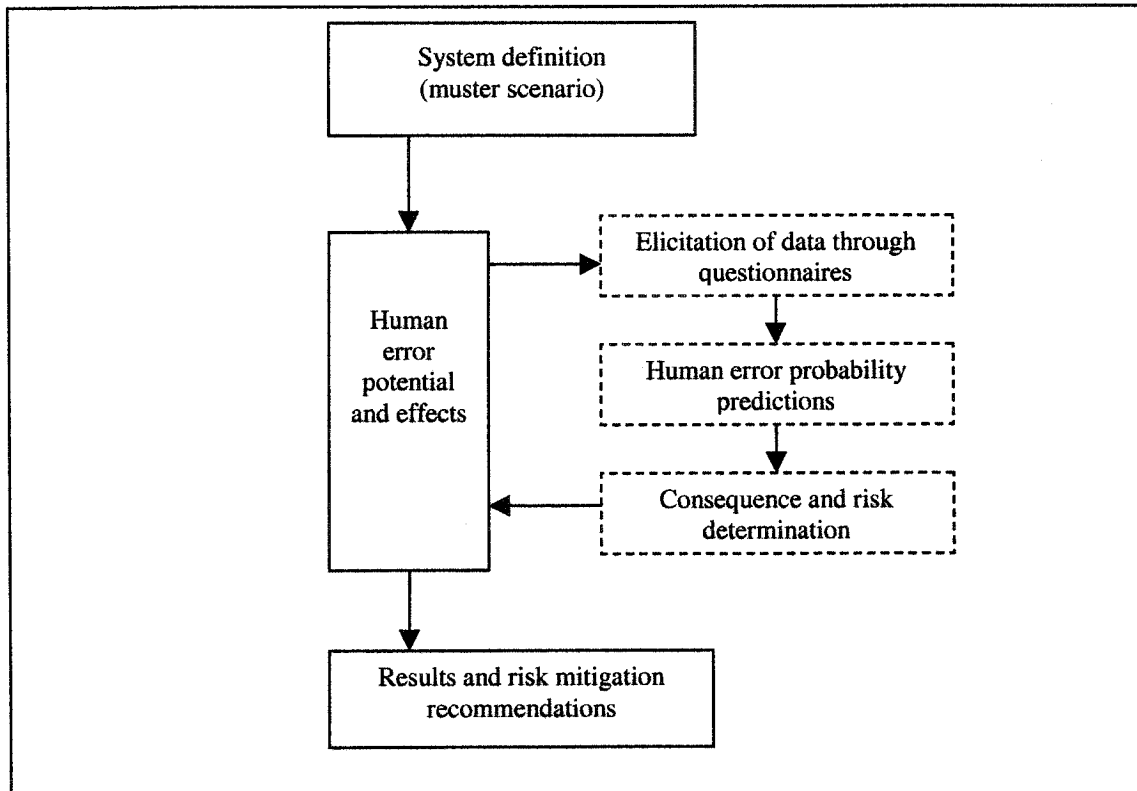 System definition
(muster scenario)
Elicitation of data through
questionnaires
Human
error
potential
and effects
Human error probability
predictions
Consequence and risk
determination
Results and risk mitigation
recommendations